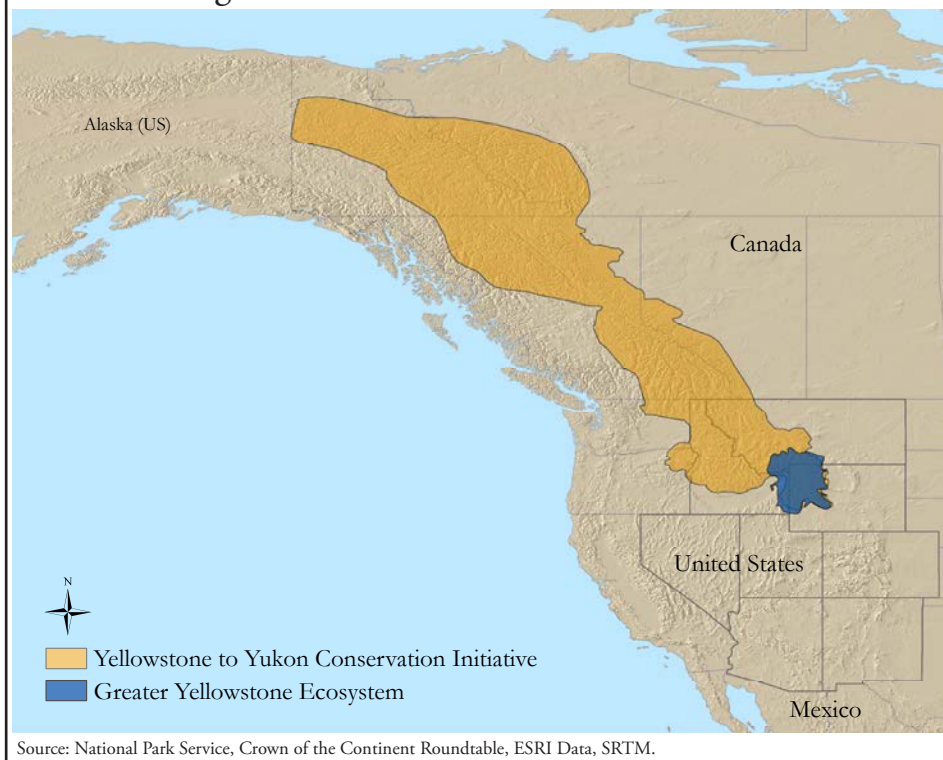 Alaska (US)
Canada
United States
N
Yellowstone to Yukon Conservation Initiative
Greater Yellowstone Ecosystem
Mexico
Source: National Park Service, Crown of the Continent Roundtable, ESRI Data, SRTM.